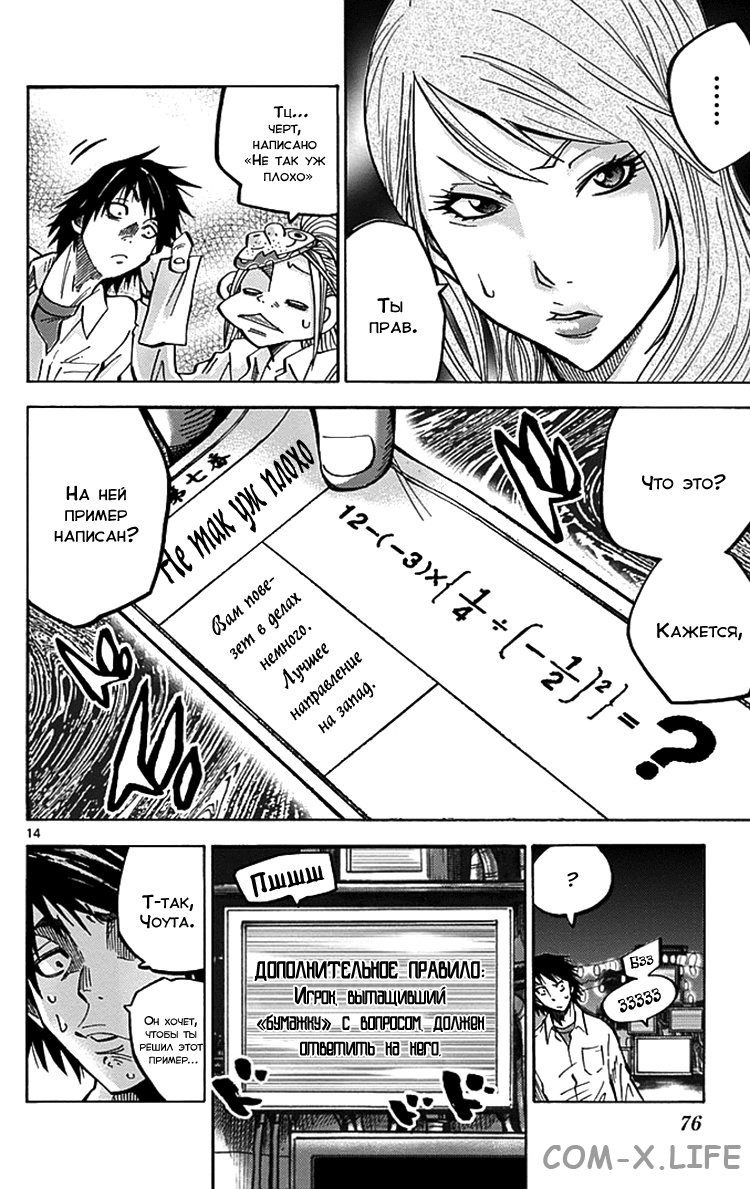 ......
Ты
прав.
Тц...
черт,
написано
«Не так уж
плохо»
Что это?
Кажется,
На ней
пример
написан?
第七番
Не так уж плохо
Вам пове-
зет в делах
немного.
Лучшее
направление
на запад.
12-(-3)×{1/4÷(-1/2)²}=?
14
?
Бзз
ззззз
Пшшш
Дополнительное правило:
Игрок, вытащивший
«бумажку» с вопросом, должен
ответить на него.
Т-так,
Чоута.
Он хочет,
чтобы ты
решил этот
пример...
76
COM-X.LIFE